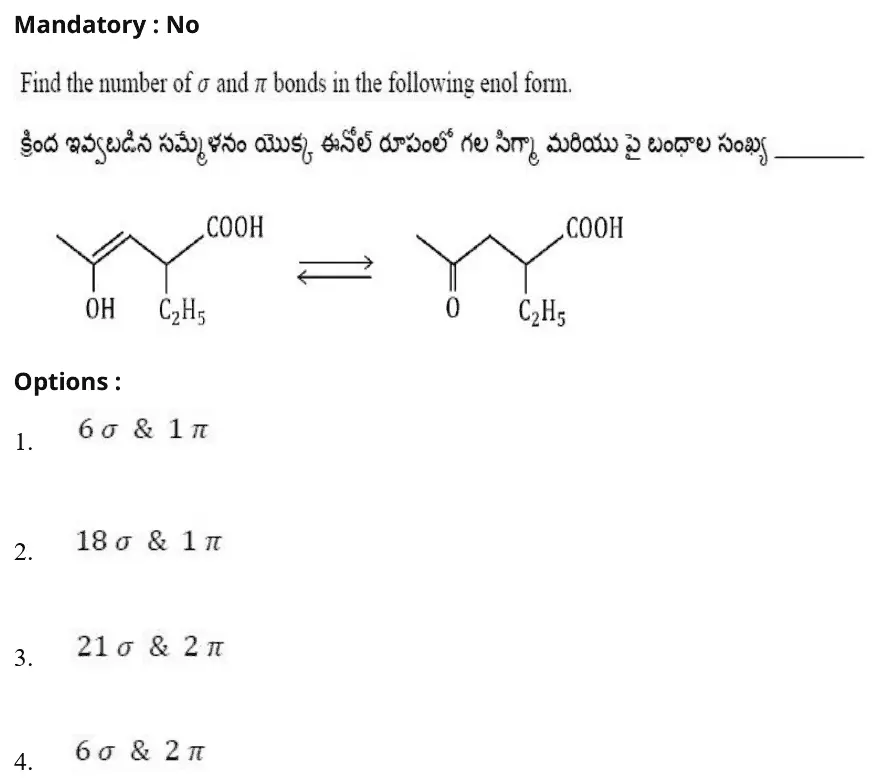 Mandatory : No
Find the number of σ and π bonds in the following enol form.
క్రింద ఇవ్వబడిన సమ్మేళనం యొక్క ఈనోల్ రూపంలో గల సిగ్మా మరియు పై బంధాల సంఖ్య ________
COOH COOH
OH C₂H₅ O C₂H₅
Options :
1. 6 σ & 1 π
2. 18 σ & 1 π
3. 21 σ & 2 π
4. 6 σ & 2 π